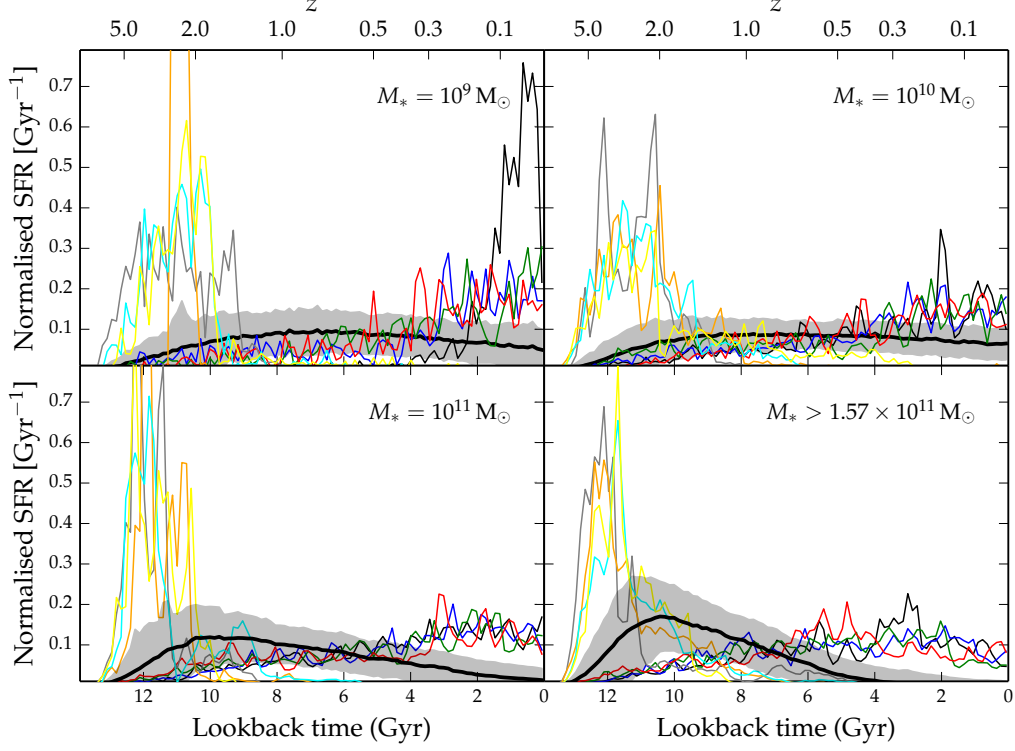 z z
5.0 2.0 1.0 0.5 0.3 0.1 5.0 2.0 1.0 0.5 0.3 0.1
Normalised SFR [Gyr⁻¹]
0.7
0.6
0.5
0.4
0.3
0.2
0.1
M* = 10⁹ M⊙
M* = 10¹⁰ M⊙
Normalised SFR [Gyr⁻¹]
0.7
0.6
0.5
0.4
0.3
0.2
0.1
M* = 10¹¹ M⊙
M* > 1.57 × 10¹¹ M⊙
12 10 8 6 4 2 0 12 10 8 6 4 2 0
Lookback time (Gyr) Lookback time (Gyr)